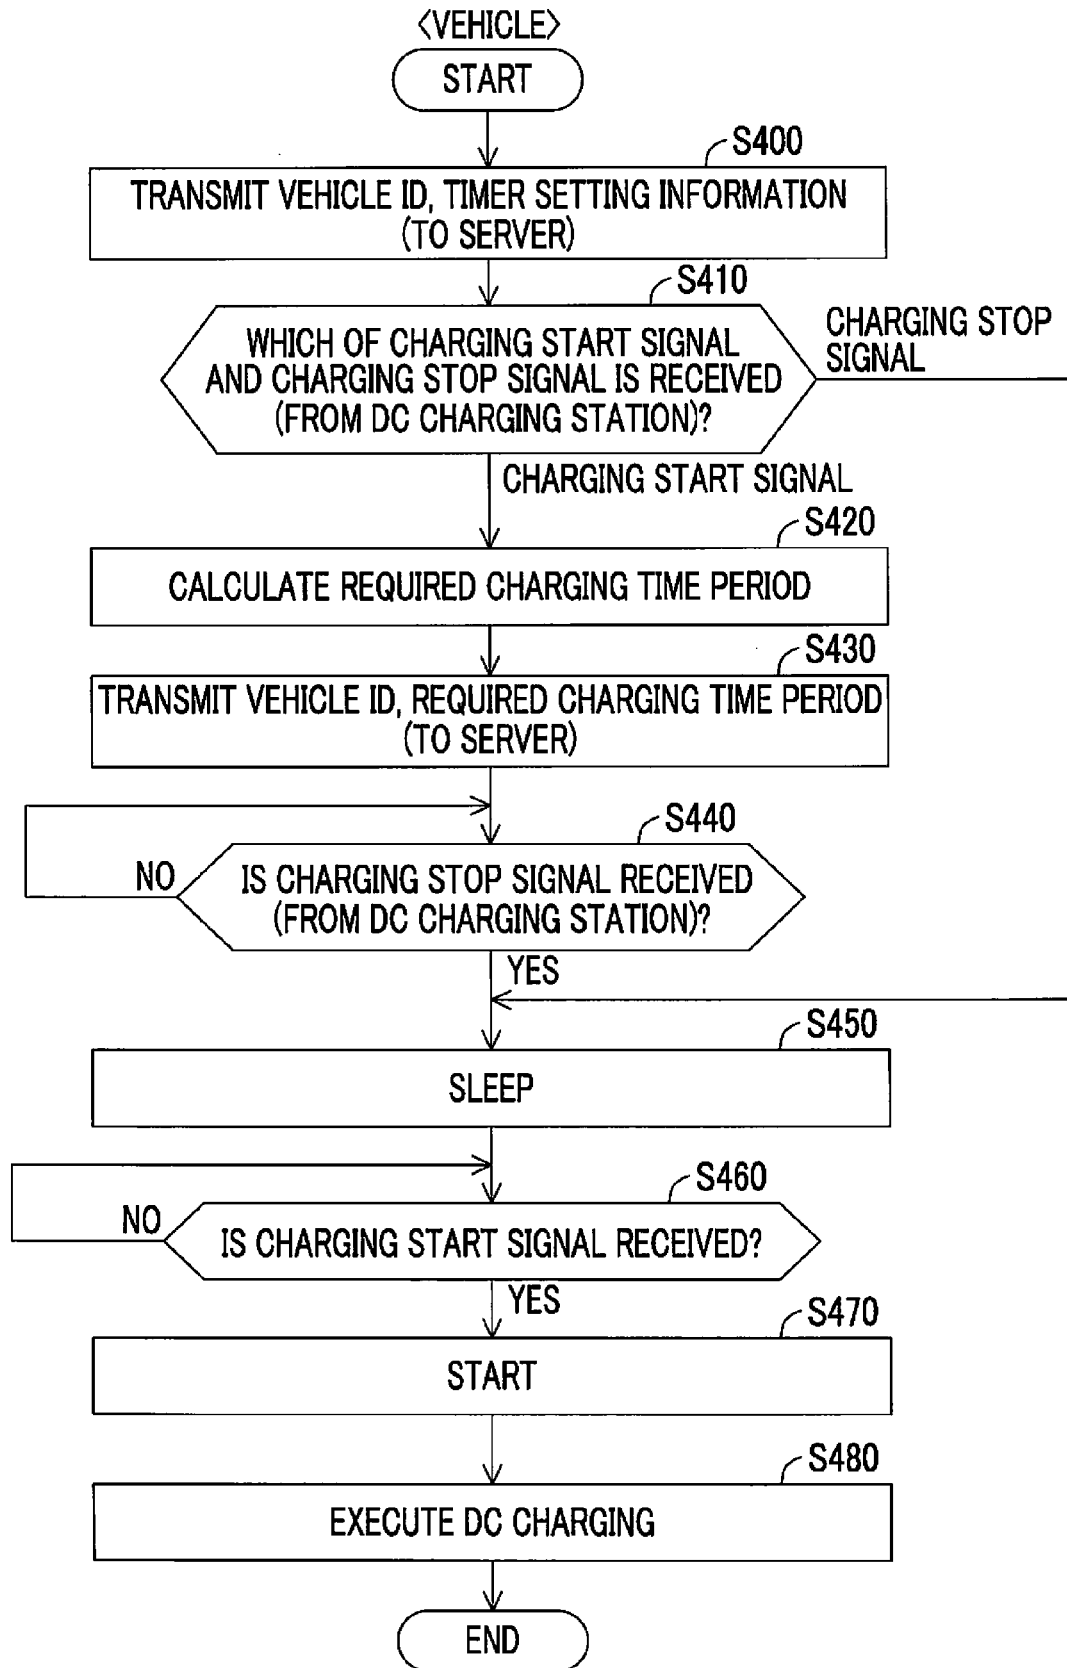 <VEHICLE>
START
S400
TRANSMIT VEHICLE ID, TIMER SETTING INFORMATION
(TO SERVER)
S410
WHICH OF CHARGING START SIGNAL
AND CHARGING STOP SIGNAL IS RECEIVED
(FROM DC CHARGING STATION)?
CHARGING STOP
SIGNAL
CHARGING START SIGNAL
S420
CALCULATE REQUIRED CHARGING TIME PERIOD
S430
TRANSMIT VEHICLE ID, REQUIRED CHARGING TIME PERIOD
(TO SERVER)
S440
NO
IS CHARGING STOP SIGNAL RECEIVED
(FROM DC CHARGING STATION)?
YES
S450
SLEEP
S460
NO
IS CHARGING START SIGNAL RECEIVED?
YES
S470
START
S480
EXECUTE DC CHARGING
END